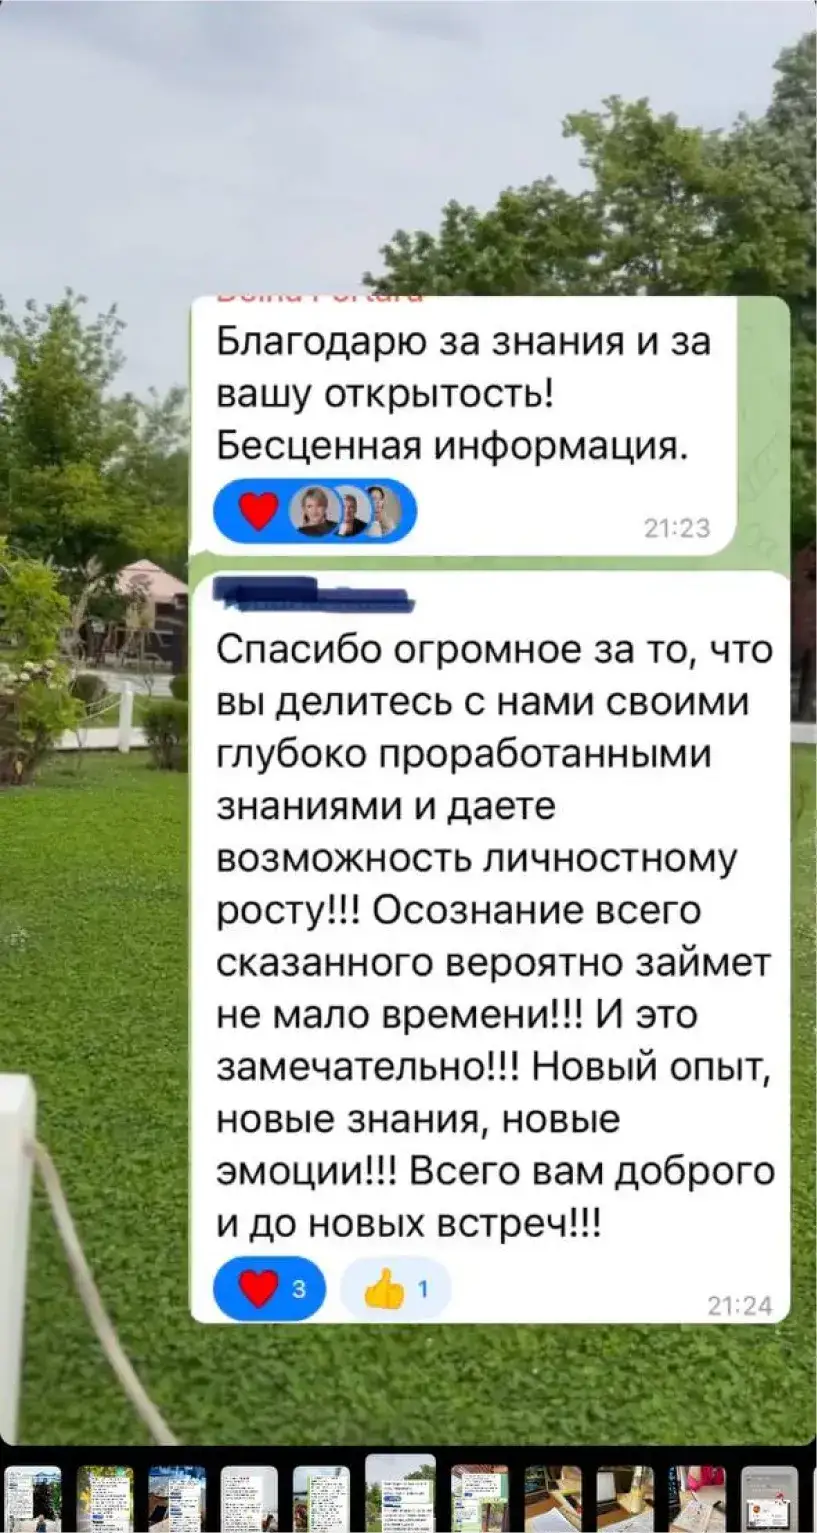 Благодарю за знания и за
вашу открытость!
Бесценная информация.
21:23
Спасибо огромное за то, что
вы делитесь с нами своими
глубоко проработанными
знаниями и даете
возможность личностному
росту!!! Осознание всего
сказанного вероятно займет
не мало времени!!! И это
замечательно!!! Новый опыт,
новые знания, новые
эмоции!!! Всего вам доброго
и до новых встреч!!!
3
1
21:24